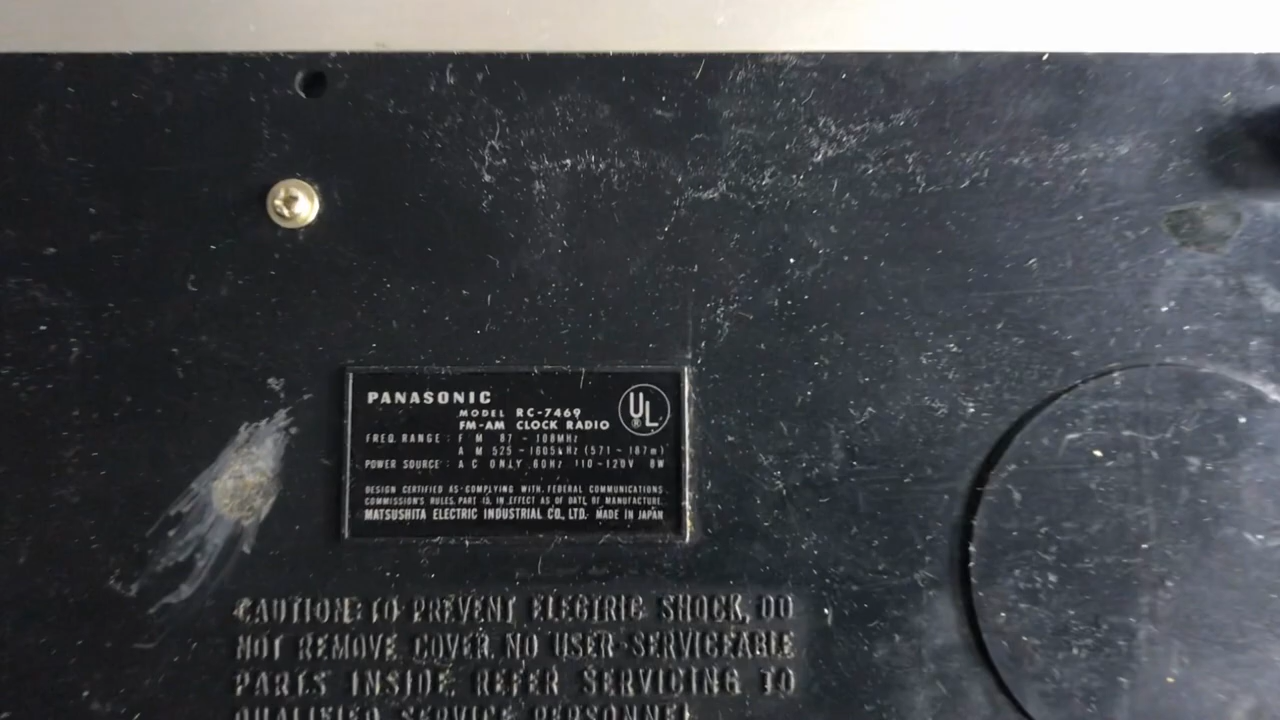 PANASONIC
MODEL RC-7469
FM-AM CLOCK RADIO
UL
®
FREQ. RANGE : F M 87 ~ 108MHz
A M 525 ~ 1605kHz (571 ~ 187m)
POWER SOURCE : A C ONLY 60Hz 110~120V 8W
DESIGN CERTIFIED AS COMPLYING WITH FEDERAL COMMUNICATIONS
COMMISSION'S RULES, PART 15, IN EFFECT AS OF DATE OF MANUFACTURE.
MATSUSHITA ELECTRIC INDUSTRIAL CO., LTD. MADE IN JAPAN
CAUTION: TO PREVENT ELECTRIC SHOCK, DO
NOT REMOVE COVER. NO USER-SERVICEABLE
PARTS INSIDE. REFER SERVICING TO
QUALIFIED SERVICE PERSONNEL